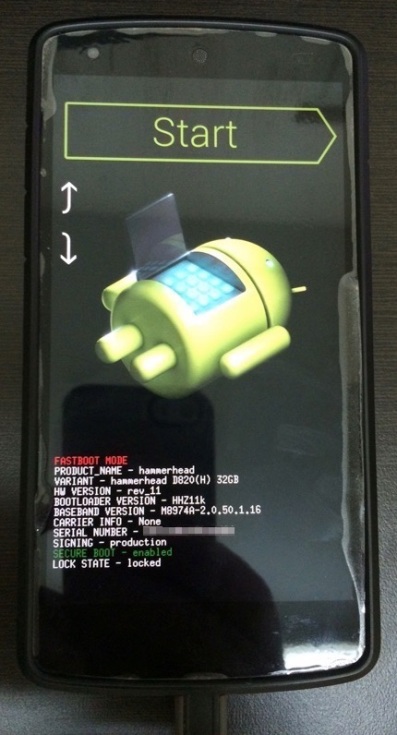 Start
FASTBOOT MODE
PRODUCT_NAME - hammerhead
VARIANT - hammerhead D820(H) 32GB
HW VERSION - rev_11
BOOTLOADER VERSION - HHZ11k
BASEBAND VERSION - M8974A-2.0.50.1.16
CARRIER INFO - None
SERIAL NUMBER -
SIGNING - production
SECURE BOOT - enabled
LOCK STATE - locked